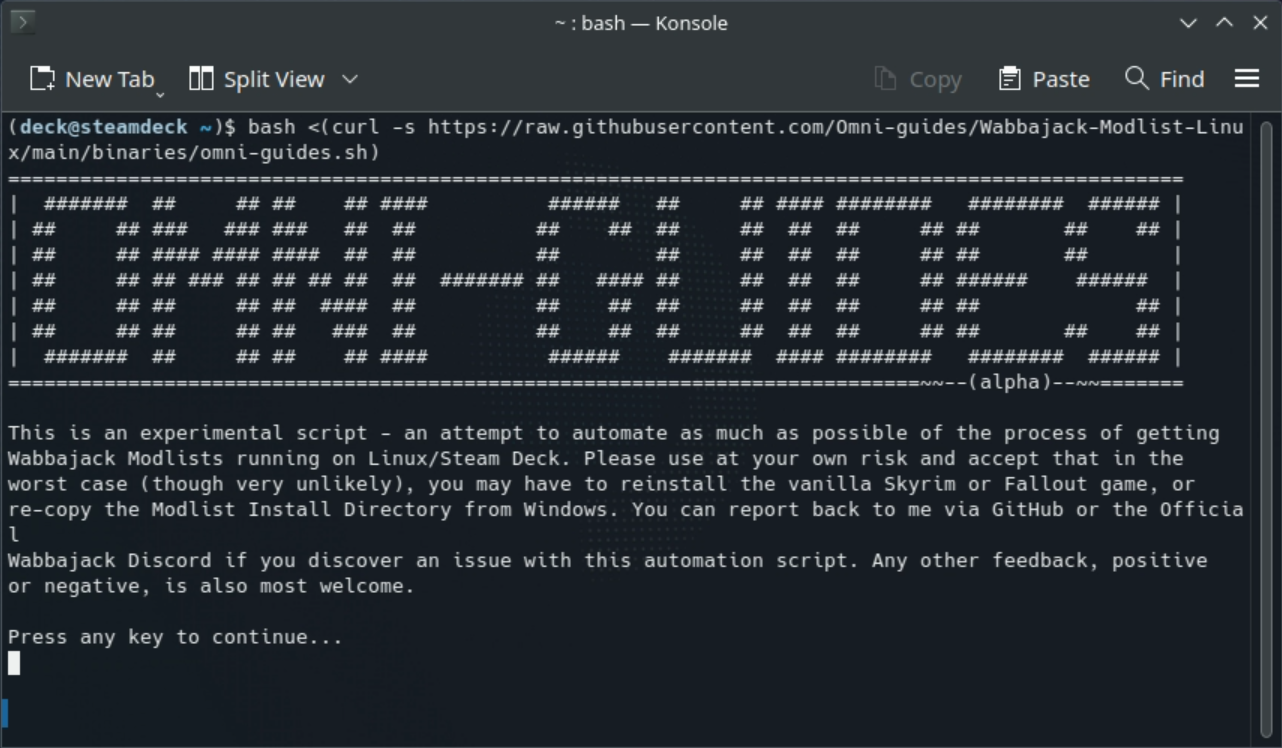 ~ : bash — Konsole
New Tab Split View Copy Paste Find
(deck@steamdeck ~)$ bash <(curl -s https://raw.githubusercontent.com/Omni-guides/Wabbajack-Modlist-Linu
x/main/binaries/omni-guides.sh)
OMNI-GUIDES
~~--(alpha)--~~
This is an experimental script - an attempt to automate as much as possible of the process of getting
Wabbajack Modlists running on Linux/Steam Deck. Please use at your own risk and accept that in the
worst case (though very unlikely), you may have to reinstall the vanilla Skyrim or Fallout game, or
re-copy the Modlist Install Directory from Windows. You can report back to me via GitHub or the Officia
l
Wabbajack Discord if you discover an issue with this automation script. Any other feedback, positive
or negative, is also most welcome.
Press any key to continue...